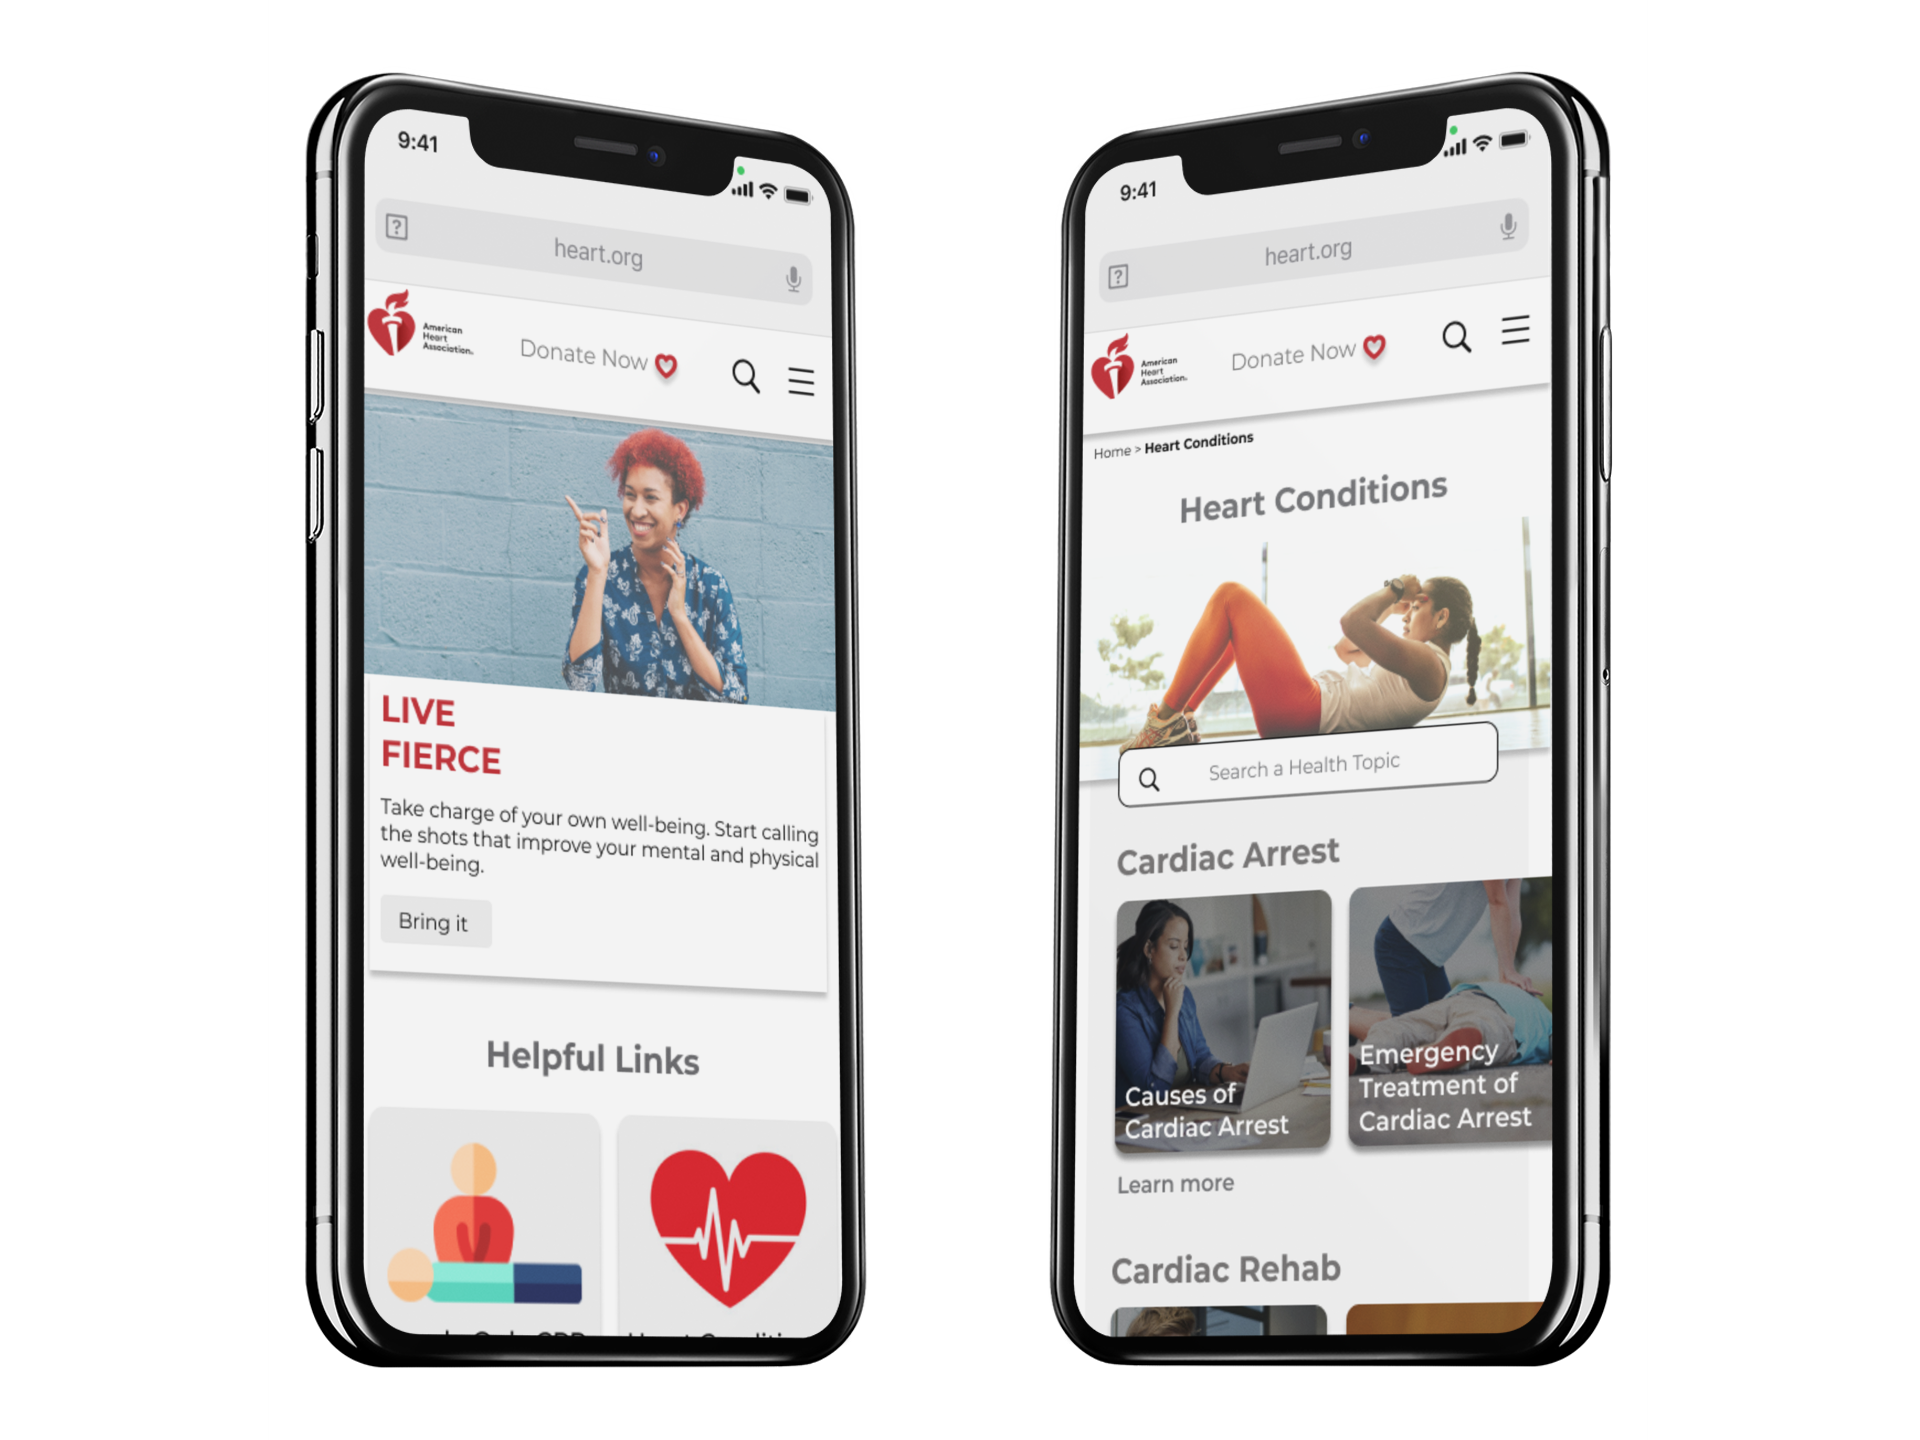 9:41
?
heart.org
American
Heart
Association.
Donate Now
LIVE
FIERCE
Take charge of your own well-being. Start calling
the shots that improve your mental and physical
well-being.
Bring it
Helpful Links
9:41
?
heart.org
American
Heart
Association.
Donate Now
Home > Heart Conditions
Heart Conditions
Search a Health Topic
Cardiac Arrest
Causes of
Cardiac Arrest
Emergency
Treatment of
Cardiac Arrest
Learn more
Cardiac Rehab